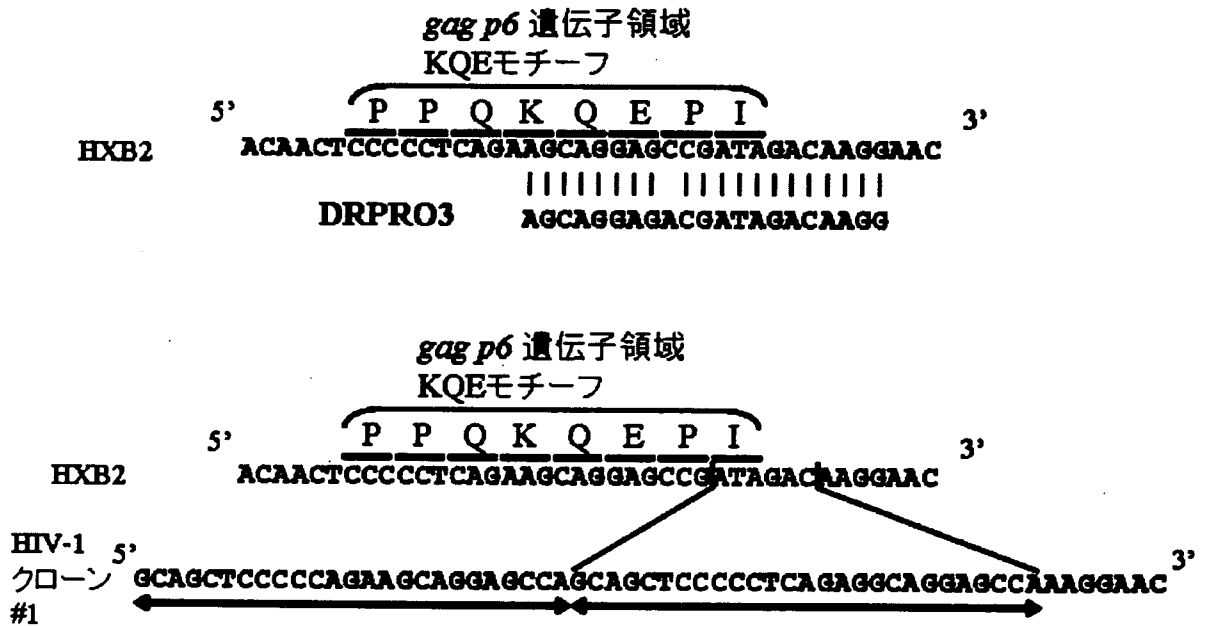 gag p6 遺伝子領域
KQEモチーフ
5’ P P Q K Q E P I 3’
HXB2 ACAACTCCCCCTCAGAAGCAGGAGCCGATAGACAAGGAAC
DRPRO3 AGCAGGAGACGATAGACAAGG
gag p6 遺伝子領域
KQEモチーフ
5’ P P Q K Q E P I 3’
HXB2 ACAACTCCCCCTCAGAAGCAGGAGCCGATAGACAAGGAAC
HIV-1
クローン
#1
5’ GCAGCTCCCCCAGAAGCAGGAGCCAGCAGCTCCCCCTCAGAGGCAGGAGCCAAAGGAAC 3’